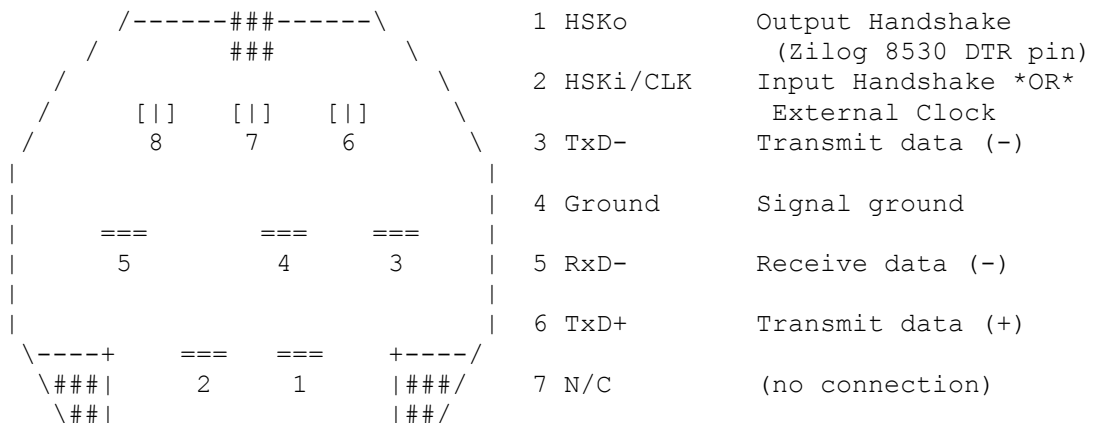 /------###------\        1 HSKo      Output Handshake
   /        ###        \                   (Zilog 8530 DTR pin)
  /                     \     2 HSKi/CLK  Input Handshake *OR*
 /     [|]   [|]   [|]   \                 External Clock
/       8     7     6     \   3 TxD-      Transmit data (-)
|                          |
|                          |  4 Ground    Signal ground
|    ===       ===    ===  |
|     5         4      3   |  5 RxD-      Receive data (-)
|                          |
|                          |  6 TxD+      Transmit data (+)
\----+   ===   ===   +----/
 \###|    2     1    |###/    7 N/C       (no connection)
  \##|               |##/